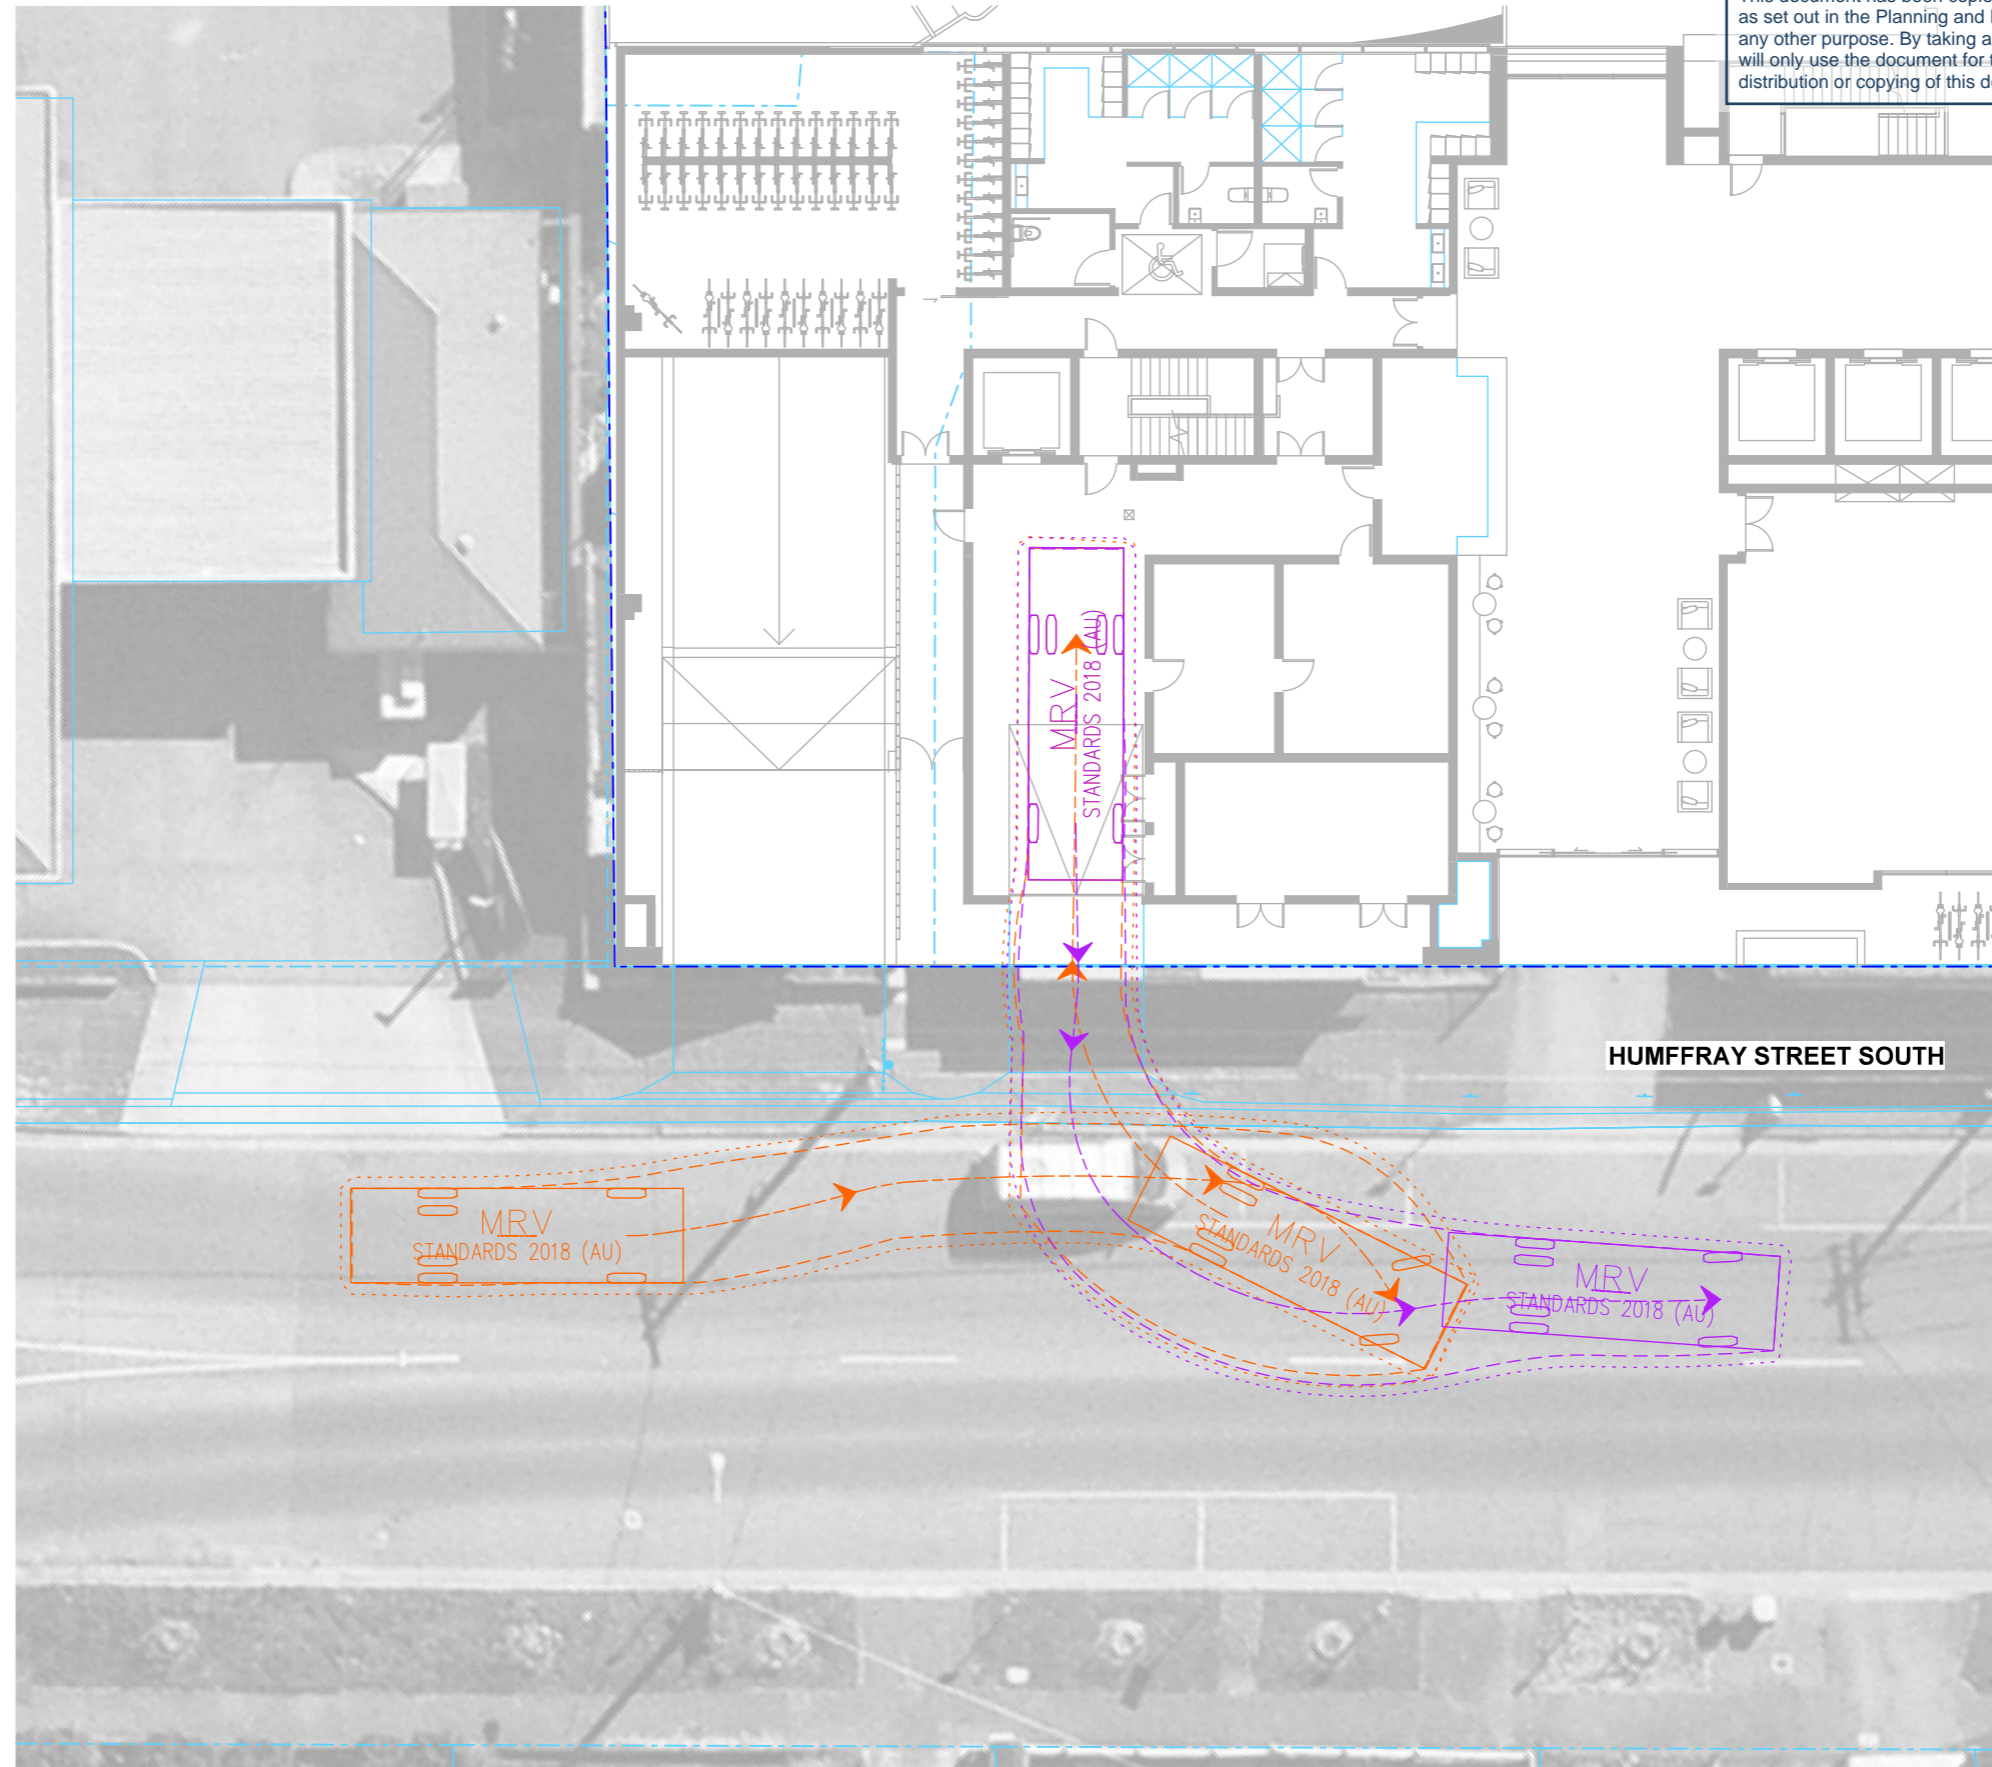 as set out in the Planning and
any other purpose. By taking a
will only use the document for
distribution or copying of this
MRV
STANDARDS 2018 (AU)
HUMFFRAY STREET SOUTH
MRV
STANDARDS 2018 (AU)
MRV
STANDARDS 2018 (AU)
MRV
STANDARDS 2018 (AU)